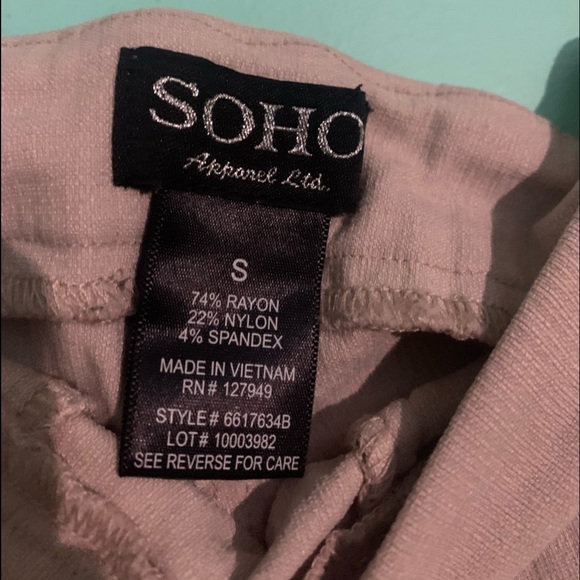 SOHO
Apparel Ltd.
S
74% RAYON
22% NYLON
4% SPANDEX
MADE IN VIETNAM
RN# 127949
STYLE# 6617634B
LOT# 10003982
SEE REVERSE FOR CARE